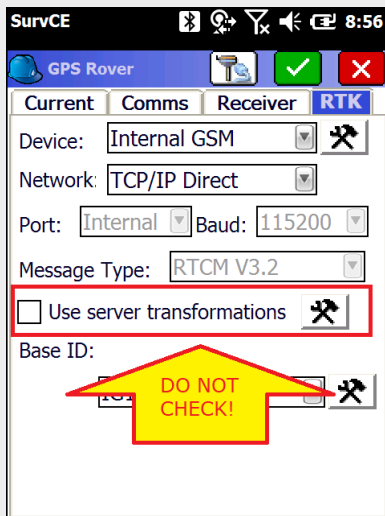 SurvCE 8:56
GPS Rover
Current Comms Receiver RTK
Device: Internal GSM
Network: TCP/IP Direct
Port: Internal Baud: 115200
Message Type: RTCM V3.2
Use server transformations
Base ID:
DO NOT
CHECK!